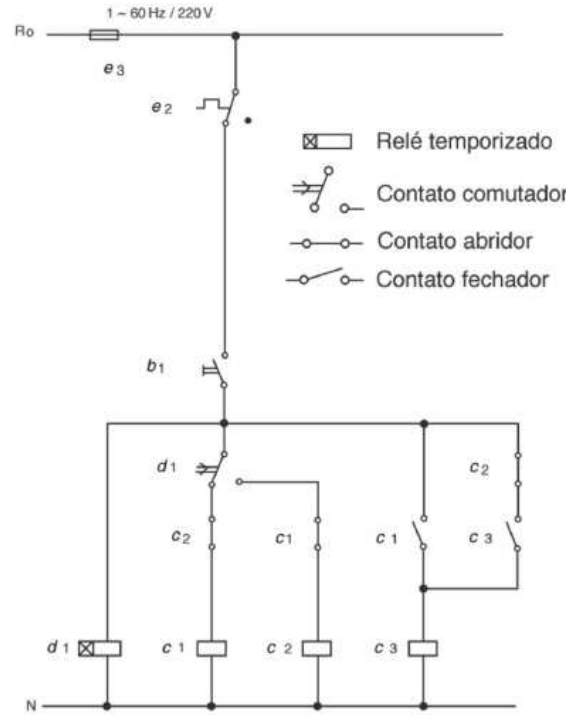 1 ~ 60 Hz / 220 V
Ro
e3
e2
Relé temporizado
Contato comutador
Contato abridor
Contato fechador
b1
d1
c2
c2
c1
c1
c3
d1
c1
c2
c3
N